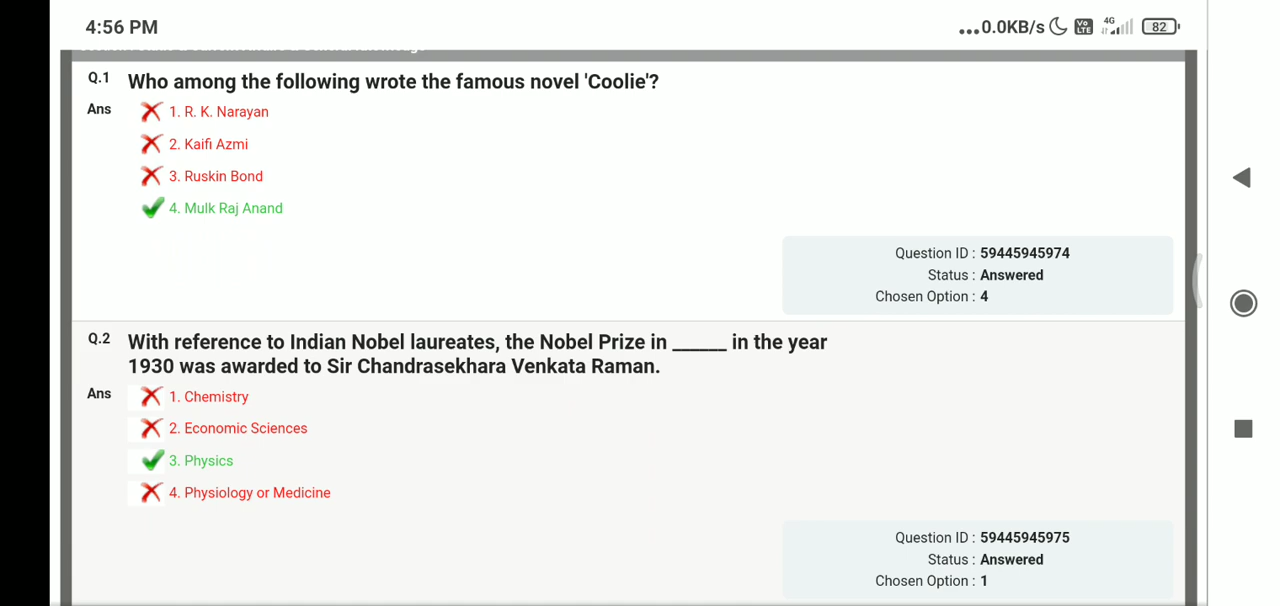 4:56 PM
...0.0KB/s Vo LTE 4G 82
Q.1 Who among the following wrote the famous novel 'Coolie'?
Ans 1. R. K. Narayan
2. Kaifi Azmi
3. Ruskin Bond
4. Mulk Raj Anand
Question ID : 59445945974
Status : Answered
Chosen Option : 4
Q.2 With reference to Indian Nobel laureates, the Nobel Prize in ______ in the year
1930 was awarded to Sir Chandrasekhara Venkata Raman.
Ans 1. Chemistry
2. Economic Sciences
3. Physics
4. Physiology or Medicine
Question ID : 59445945975
Status : Answered
Chosen Option : 1